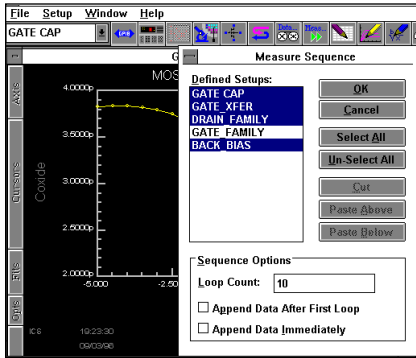 File Setup Window Help
GATE CAP
Data...
Meas...
G
Measure Sequence
MOS
Axis
Cursors
Fits
Opts
Coxide
4.0000p
3.5000p
3.0000p
2.5000p
2.0000p
-5.000
-2.50
IC6
19:23:30
09/03/96
Defined Setups:
GATE CAP
GATE_XFER
DRAIN_FAMILY
GATE_FAMILY
BACK_BIAS
OK
Cancel
Select All
Un-Select All
Cut
Paste Above
Paste Below
Sequence Options
Loop Count: 10
Append Data After First Loop
Append Data Immediately